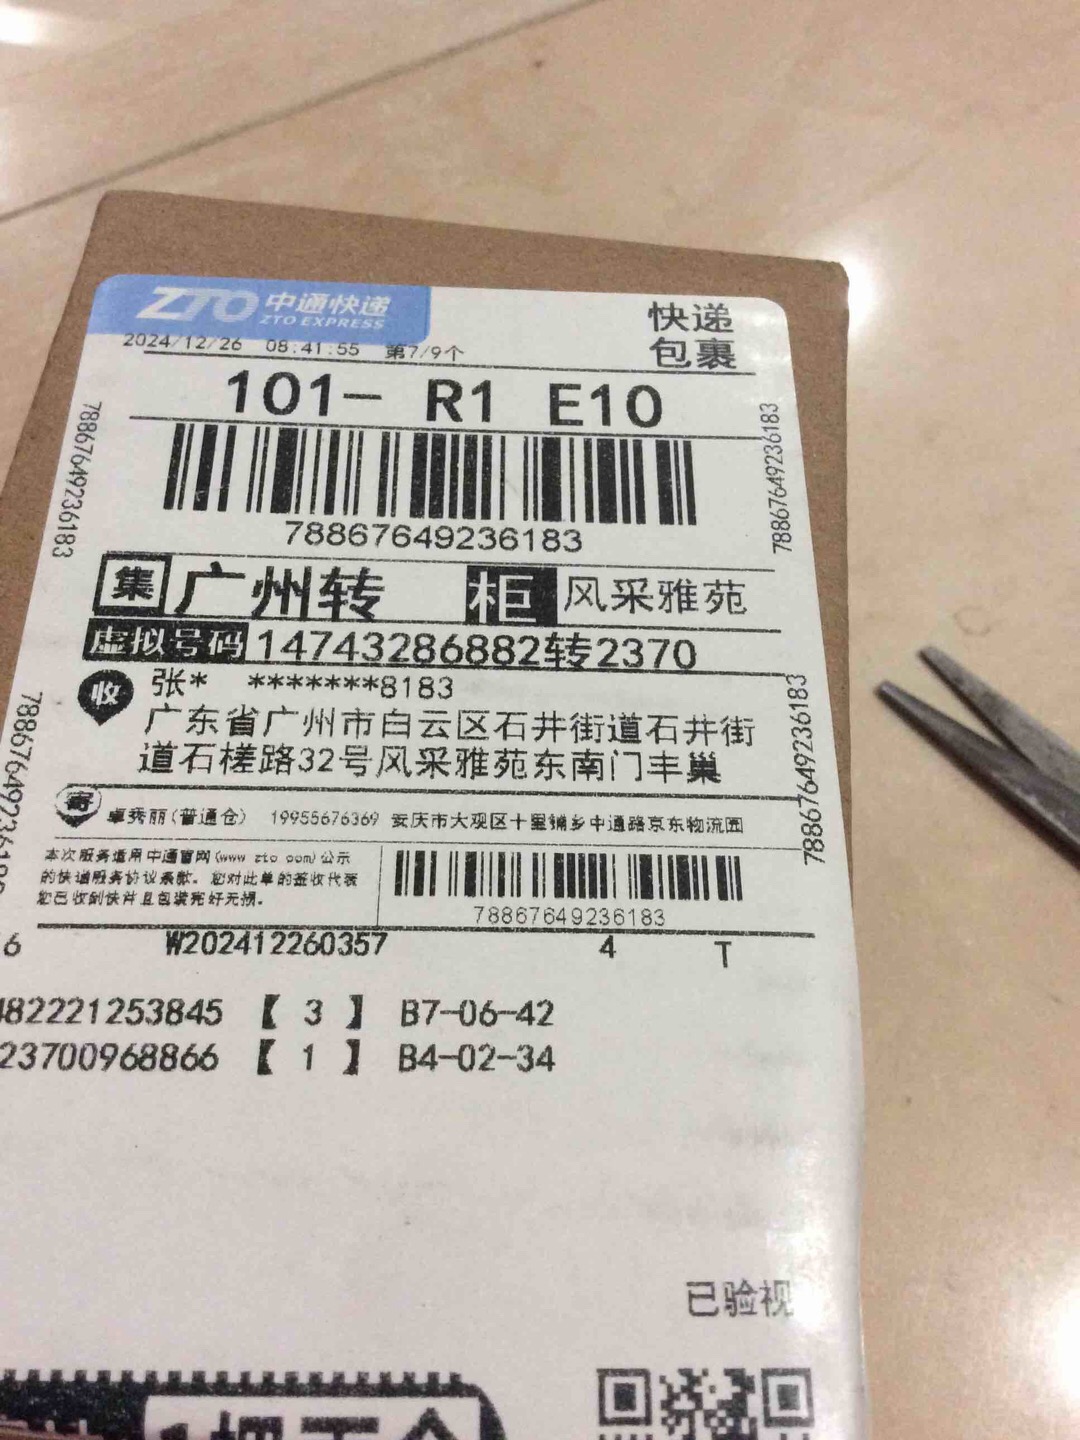 ZTO 中通快递
ZTO EXPRESS
快递
包裹
2024/12/26 08:41:55 第7/9个
101- R1 E10
78867649236183
78867649236183
78867649236183
集 广州转 柜 风采雅苑
虚拟号码 14743286882转2370
收 张* *******8183
广东省广州市白云区石井街道石井街
道石槎路32号风采雅苑东南门丰巢
78867649236183
寄 卓秀丽(普通仓) 19955676369 安庆市大观区十里铺乡中通路京东物流园
本次服务适用中通官网(www zto com)公示
的快递服务协议条款。您对此单的签收代表
您已收到快件且包装完好无损。
78867649236183
6 W202412260357 4 T
482221253845 【 3 】 B7-06-42
23700968866 【 1 】 B4-02-34
已验视